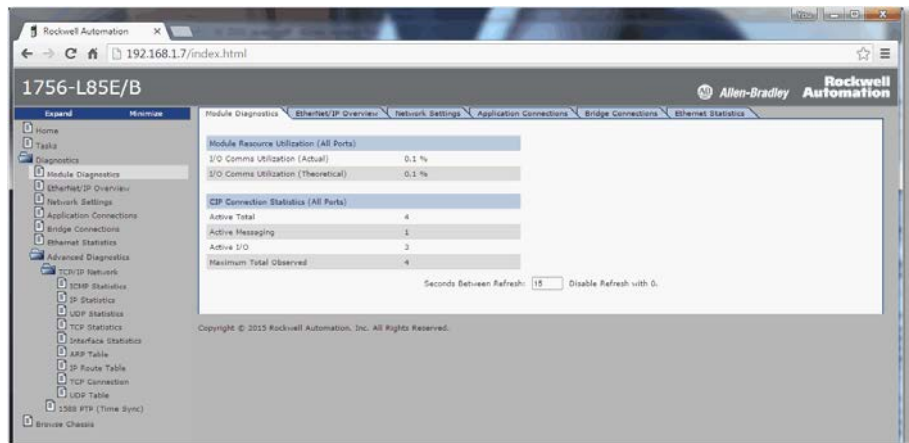 Rockwell Automation
192.168.1.7/index.html
1756-L85E/B
Allen-Bradley
Rockwell
Automation
Expand Minimize
Home
Tasks
Diagnostics
Module Diagnostics
EtherNet/IP Overview
Network Settings
Application Connections
Bridge Connections
Ethernet Statistics
Advanced Diagnostics
TCP/IP Network
ICMP Statistics
IP Statistics
UDP Statistics
TCP Statistics
Interface Statistics
ARP Table
IP Route Table
TCP Connection
UDP Table
1588 PTP (Time Sync)
Browse Chassis
Module Diagnostics EtherNet/IP Overview Network Settings Application Connections Bridge Connections Ethernet Statistics
Module Resource Utilization (All Ports)
I/O Comms Utilization (Actual) 0.1 %
I/O Comms Utilization (Theoretical) 0.1 %
CIP Connection Statistics (All Ports)
Active Total 4
Active Messaging 1
Active I/O 3
Maximum Total Observed 4
Seconds Between Refresh: 15 Disable Refresh with 0.
Copyright © 2015 Rockwell Automation, Inc. All Rights Reserved.